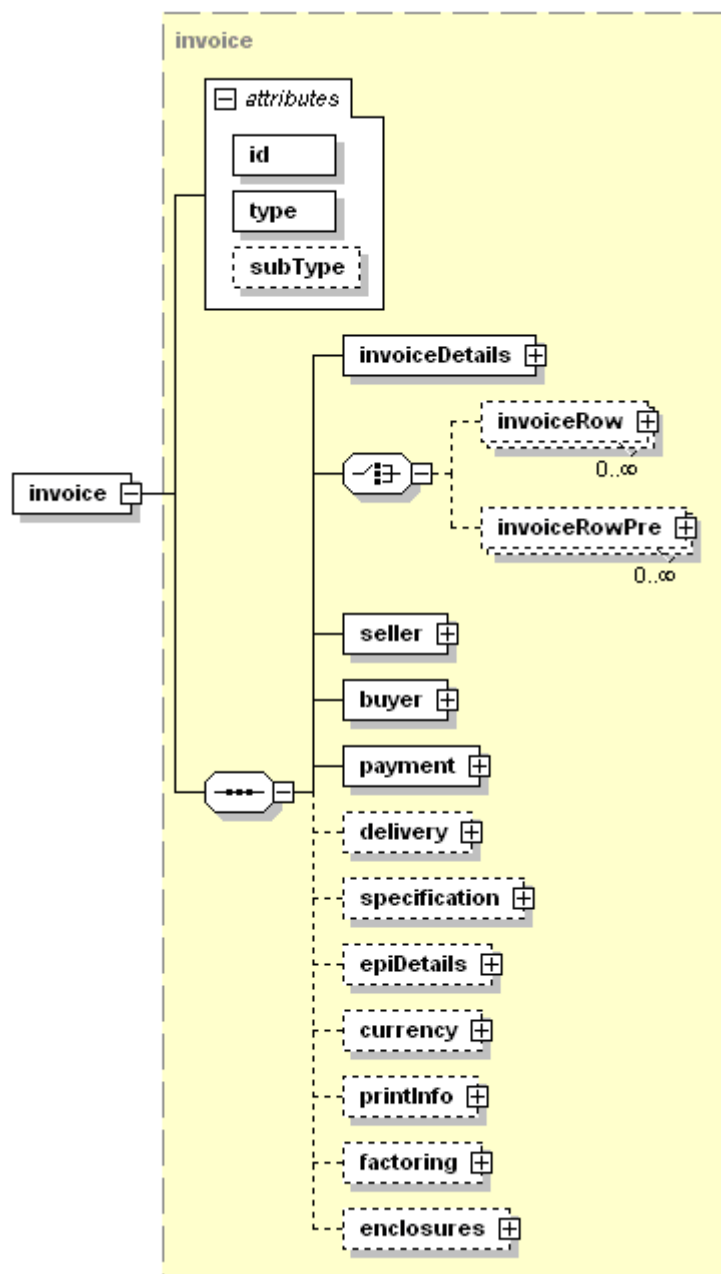 invoice
attributes
id
type
subType
invoiceDetails
invoiceRow
0..∞
invoice
invoiceRowPre
0..∞
seller
buyer
payment
delivery
specification
epiDetails
currency
printInfo
factoring
enclosures